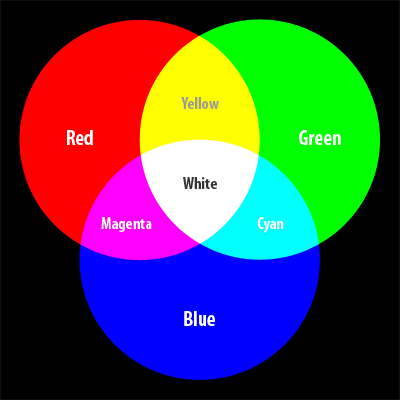 Yellow
Red
Green
White
Magenta
Cyan
Blue